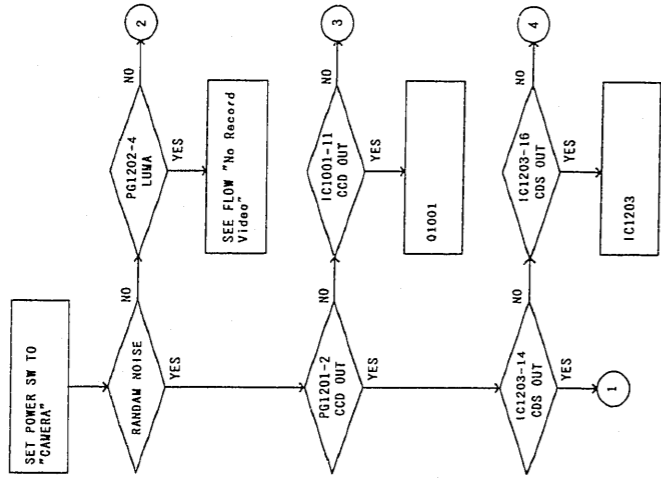 SET POWER SW TO
"CAMERA"
RANDAM NOISE
NO
PG1202-4
LUMA
NO
2
YES
SEE FLOW "No Record
Video"
YES
PG1201-2
CCD OUT
NO
IC1001-11
CCD OUT
NO
3
YES
Q1001
YES
IC1203-14
CDS OUT
NO
IC1203-16
CDS OUT
NO
4
YES
IC1203
YES
1